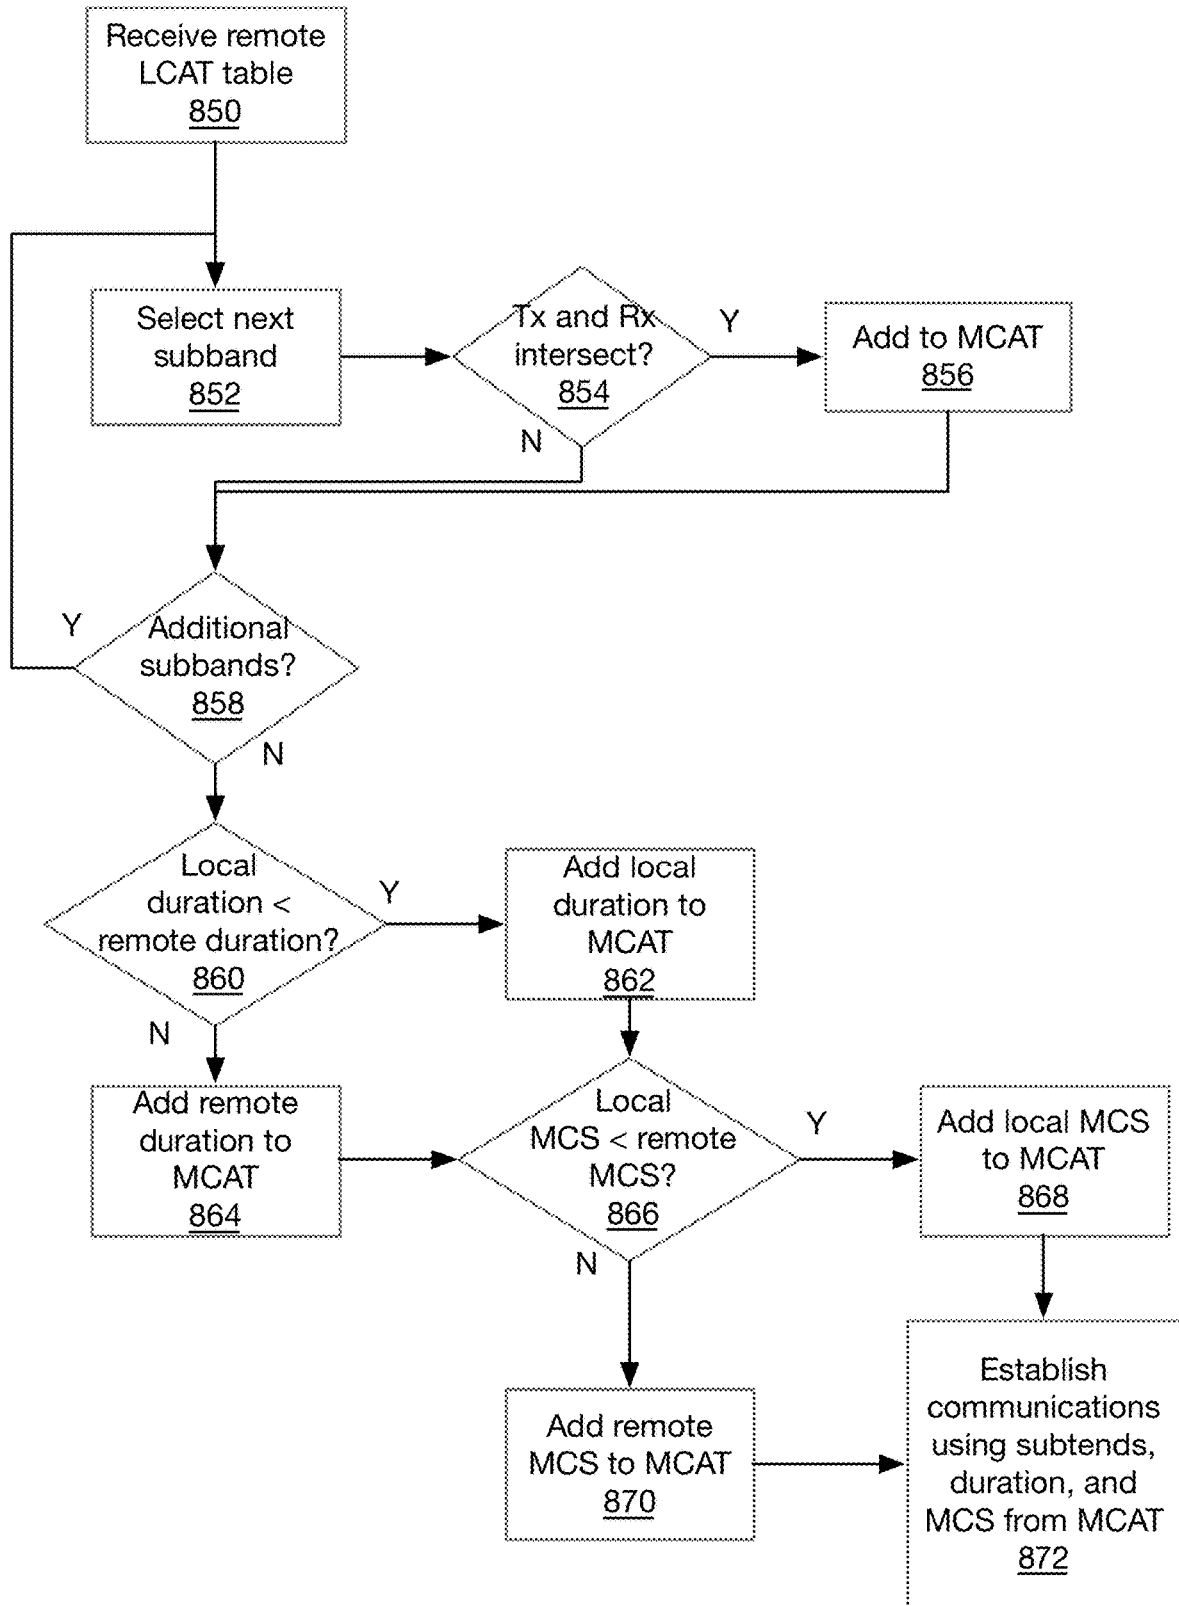 Receive remote
LCAT table
850
Select next
subband
852
Tx and Rx
intersect?
854
Y
N
Add to MCAT
856
Y
Additional
subbands?
858
N
Local
duration <
remote duration?
860
Y
N
Add local
duration to
MCAT
862
Add remote
duration to
MCAT
864
Local
MCS < remote
MCS?
866
Y
N
Add local MCS
to MCAT
868
Add remote
MCS to MCAT
870
Establish
communications
using subtends,
duration, and
MCS from MCAT
872